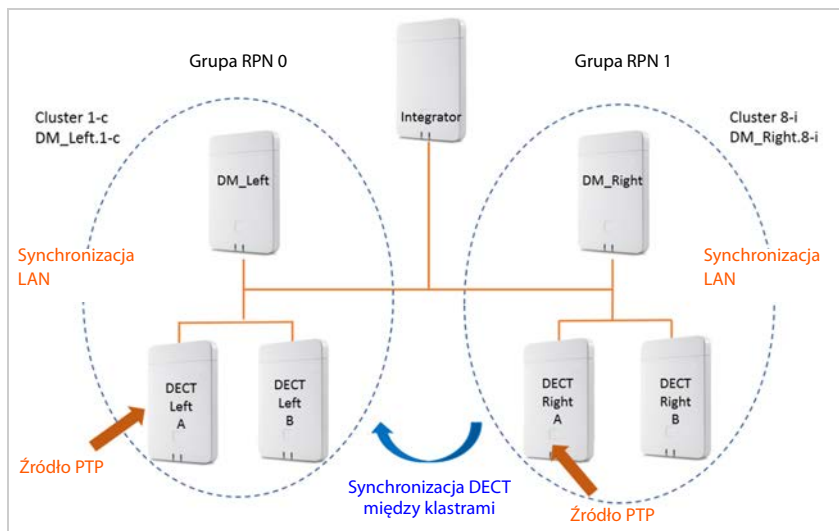 Grupa RPN 0
Grupa RPN 1
Integrator
Cluster 1-c
DM_Left.1-c
Cluster 8-i
DM_Right.8-i
DM_Left
DM_Right
Synchronizacja
LAN
Synchronizacja
LAN
DECT
Left
A
DECT
Left
B
DECT
Right
A
DECT
Right
B
Źródło PTP
Synchronizacja DECT
między klastrami
Źródło PTP